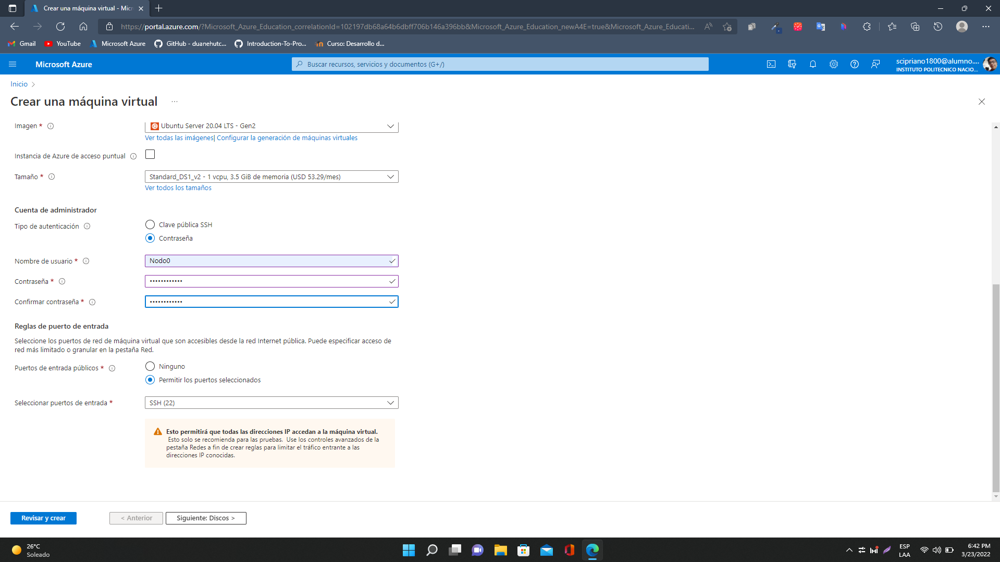 Crear una máquina virtual - Micr
https://portal.azure.com/?Microsoft_Azure_Education_correlationId=102197db68a64b6dbff706b146a396bb&Microsoft_Azure_Education_newA4E=true&Microsoft_Azure_Educati...
Gmail YouTube Microsoft Azure GitHub - duanehutc... Introduction-To-Pro... Curso: Desarrollo d...
Microsoft Azure
Buscar recursos, servicios y documentos (G+/)
scipriano1800@alumno....
INSTITUTO POLITECNICO NACIO...
Inicio >
Crear una máquina virtual ...
Imagen * Ubuntu Server 20.04 LTS - Gen2
Ver todas las imágenes| Configurar la generación de máquinas virtuales
Instancia de Azure de acceso puntual
Tamaño * Standard_DS1_v2 - 1 vcpu, 3.5 GiB de memoria (USD 53.29/mes)
Ver todos los tamaños
Cuenta de administrador
Tipo de autenticación
Clave pública SSH
Contraseña
Nombre de usuario * Nodo0
Contraseña * ••••••••••••
Confirmar contraseña * ••••••••••••
Reglas de puerto de entrada
Seleccione los puertos de red de máquina virtual que son accesibles desde la red Internet pública. Puede especificar acceso de
red más limitado o granular en la pestaña Red.
Puertos de entrada públicos *
Ninguno
Permitir los puertos seleccionados
Seleccionar puertos de entrada * SSH (22)
Esto permitirá que todas las direcciones IP accedan a la máquina virtual.
Esto solo se recomienda para las pruebas. Use los controles avanzados de la
pestaña Redes a fin de crear reglas para limitar el tráfico entrante a las
direcciones IP conocidas.
Revisar y crear
< Anterior
Siguiente: Discos >
26°C
Soleado
ESP
LAA
6:42 PM
3/23/2022